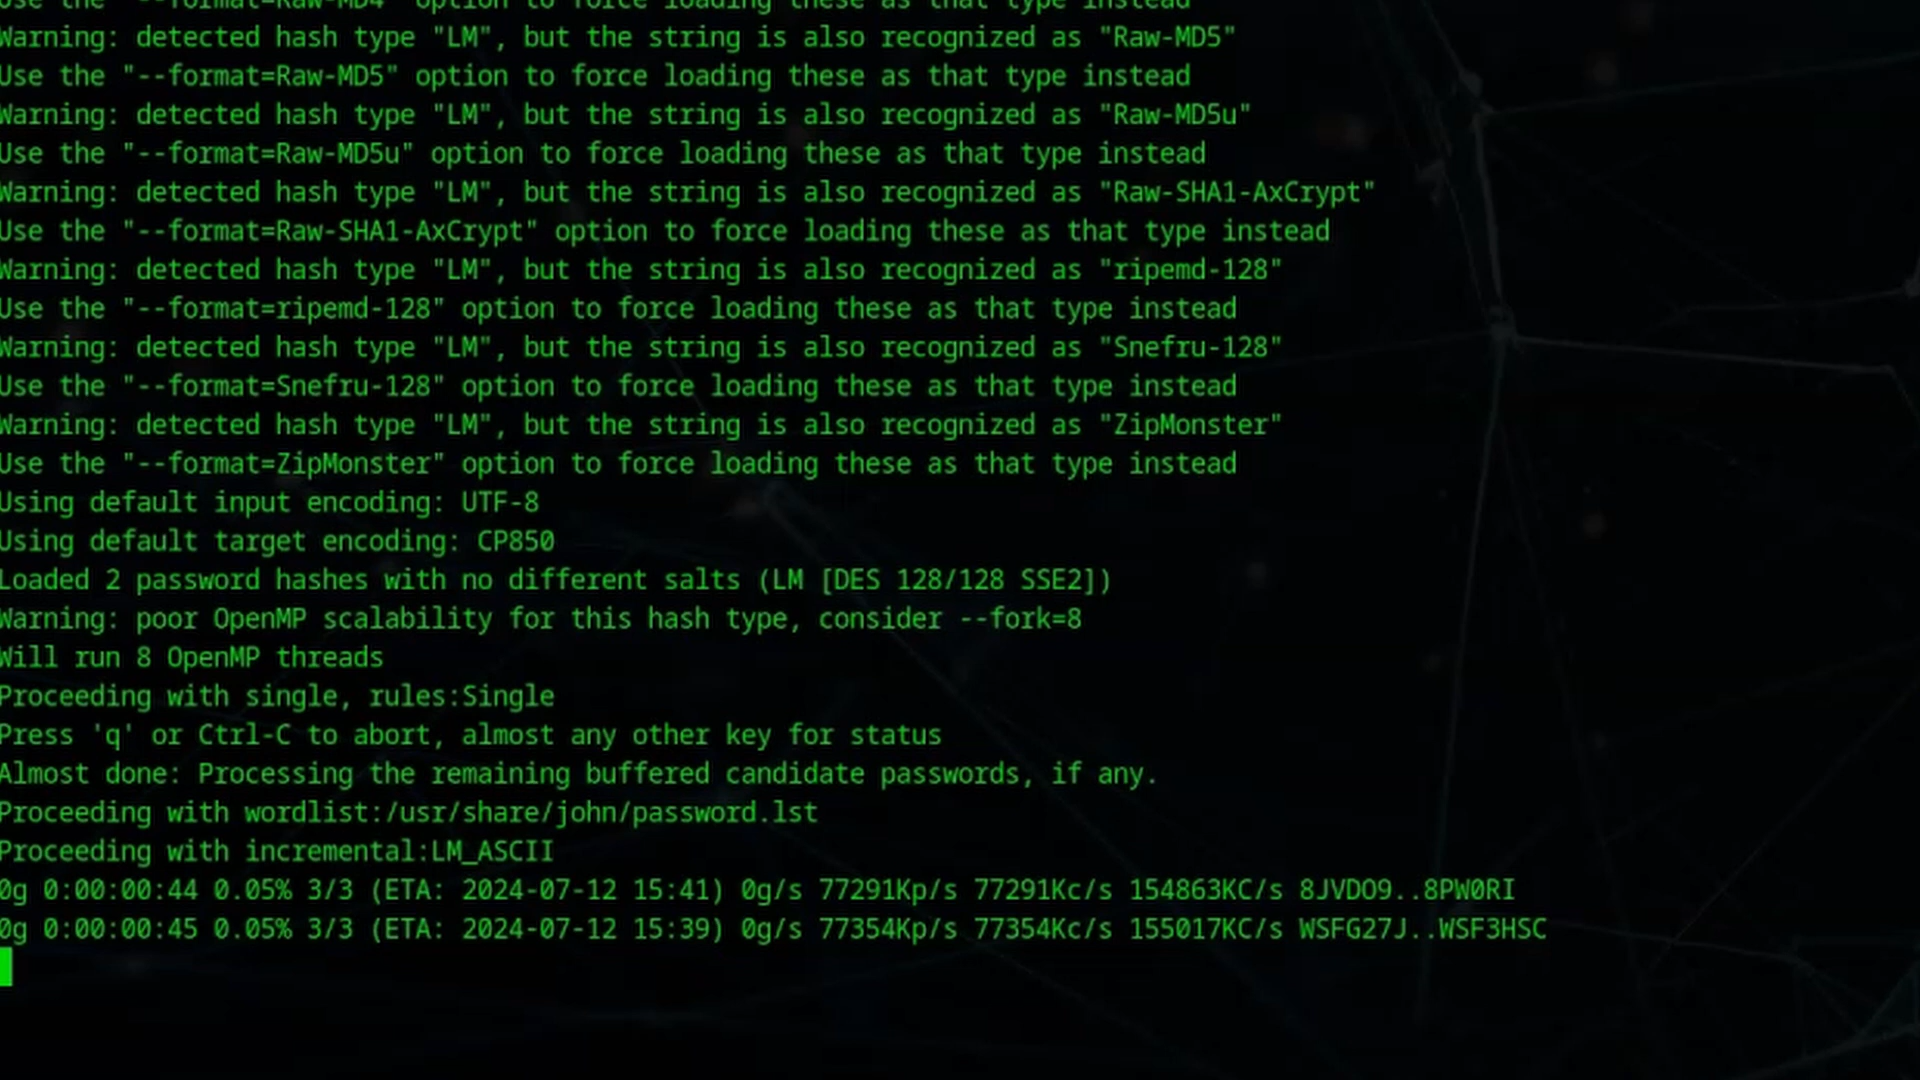 Use the "--format=Raw-MD4" option to force loading these as that type instead
Warning: detected hash type "LM", but the string is also recognized as "Raw-MD5"
Use the "--format=Raw-MD5" option to force loading these as that type instead
Warning: detected hash type "LM", but the string is also recognized as "Raw-MD5u"
Use the "--format=Raw-MD5u" option to force loading these as that type instead
Warning: detected hash type "LM", but the string is also recognized as "Raw-SHA1-AxCrypt"
Use the "--format=Raw-SHA1-AxCrypt" option to force loading these as that type instead
Warning: detected hash type "LM", but the string is also recognized as "ripemd-128"
Use the "--format=ripemd-128" option to force loading these as that type instead
Warning: detected hash type "LM", but the string is also recognized as "Snefru-128"
Use the "--format=Snefru-128" option to force loading these as that type instead
Warning: detected hash type "LM", but the string is also recognized as "ZipMonster"
Use the "--format=ZipMonster" option to force loading these as that type instead
Using default input encoding: UTF-8
Using default target encoding: CP850
Loaded 2 password hashes with no different salts (LM [DES 128/128 SSE2])
Warning: poor OpenMP scalability for this hash type, consider --fork=8
Will run 8 OpenMP threads
Proceeding with single, rules:Single
Press 'q' or Ctrl-C to abort, almost any other key for status
Almost done: Processing the remaining buffered candidate passwords, if any.
Proceeding with wordlist:/usr/share/john/password.lst
Proceeding with incremental:LM_ASCII
0g 0:00:00:44 0.05% 3/3 (ETA: 2024-07-12 15:41) 0g/s 77291Kp/s 77291Kc/s 154863KC/s 8JVDO9..8PW0RI
0g 0:00:00:45 0.05% 3/3 (ETA: 2024-07-12 15:39) 0g/s 77354Kp/s 77354Kc/s 155017KC/s WSFG27J..WSF3HSC